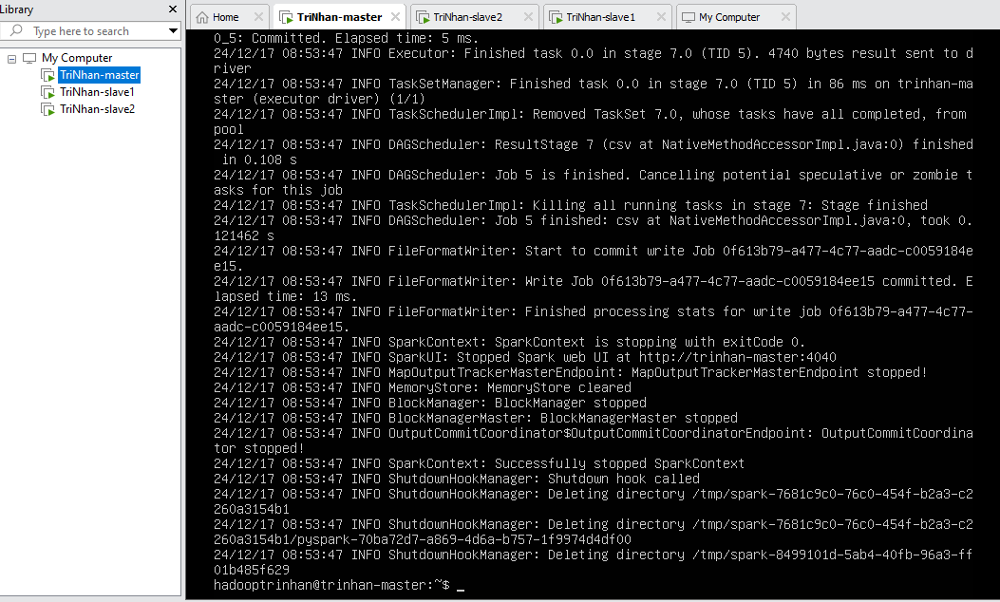 Library
Type here to search
My Computer
TriNhan-master
TriNhan-slave1
TriNhan-slave2
Home
TriNhan-master
TriNhan-slave2
TriNhan-slave1
My Computer
0_5: Committed. Elapsed time: 5 ms.
24/12/17 08:53:47 INFO Executor: Finished task 0.0 in stage 7.0 (TID 5). 4740 bytes result sent to d
river
24/12/17 08:53:47 INFO TaskSetManager: Finished task 0.0 in stage 7.0 (TID 5) in 86 ms on trinhan-ma
ster (executor driver) (1/1)
24/12/17 08:53:47 INFO TaskSchedulerImpl: Removed TaskSet 7.0, whose tasks have all completed, from
pool
24/12/17 08:53:47 INFO DAGScheduler: ResultStage 7 (csv at NativeMethodAccessorImpl.java:0) finished
in 0.108 s
24/12/17 08:53:47 INFO DAGScheduler: Job 5 is finished. Cancelling potential speculative or zombie t
asks for this job
24/12/17 08:53:47 INFO TaskSchedulerImpl: Killing all running tasks in stage 7: Stage finished
24/12/17 08:53:47 INFO DAGScheduler: Job 5 finished: csv at NativeMethodAccessorImpl.java:0, took 0.
121462 s
24/12/17 08:53:47 INFO FileFormatWriter: Start to commit write Job 0f613b79-a477-4c77-aadc-c0059184e
e15.
24/12/17 08:53:47 INFO FileFormatWriter: Write Job 0f613b79-a477-4c77-aadc-c0059184ee15 committed. E
lapsed time: 13 ms.
24/12/17 08:53:47 INFO FileFormatWriter: Finished processing stats for write job 0f613b79-a477-4c77-
aadc-c0059184ee15.
24/12/17 08:53:47 INFO SparkContext: SparkContext is stopping with exitCode 0.
24/12/17 08:53:47 INFO SparkUI: Stopped Spark web UI at http://trinhan-master:4040
24/12/17 08:53:47 INFO MapOutputTrackerMasterEndpoint: MapOutputTrackerMasterEndpoint stopped!
24/12/17 08:53:47 INFO MemoryStore: MemoryStore cleared
24/12/17 08:53:47 INFO BlockManager: BlockManager stopped
24/12/17 08:53:47 INFO BlockManagerMaster: BlockManagerMaster stopped
24/12/17 08:53:47 INFO OutputCommitCoordinator$OutputCommitCoordinatorEndpoint: OutputCommitCoordina
tor stopped!
24/12/17 08:53:47 INFO SparkContext: Successfully stopped SparkContext
24/12/17 08:53:47 INFO ShutdownHookManager: Shutdown hook called
24/12/17 08:53:47 INFO ShutdownHookManager: Deleting directory /tmp/spark-7681c9c0-76c0-454f-b2a3-c2
260a3154b1
24/12/17 08:53:47 INFO ShutdownHookManager: Deleting directory /tmp/spark-7681c9c0-76c0-454f-b2a3-c2
260a3154b1/pyspark-70ba72d7-a869-4d6a-b757-1f9974d4df00
24/12/17 08:53:47 INFO ShutdownHookManager: Deleting directory /tmp/spark-8499101d-5ab4-40fb-96a3-ff
01b485f629
hadooptrinhan@trinhan-master:~$ _